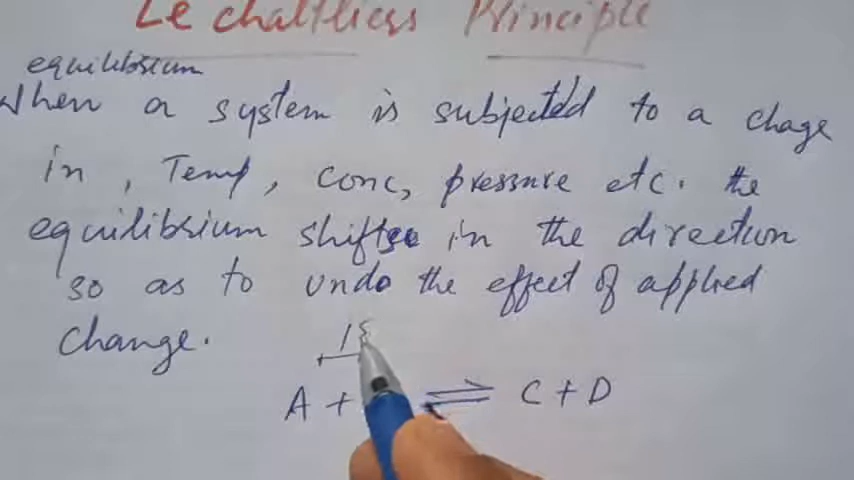 Le chatliers Principle
equilibrium
when a system is subjected to a chage
in , Temp, conc, pressure etc. the
equilibrium shifts in the direction
so as to undo the effect of applied
change.
A + ⇌ C + D